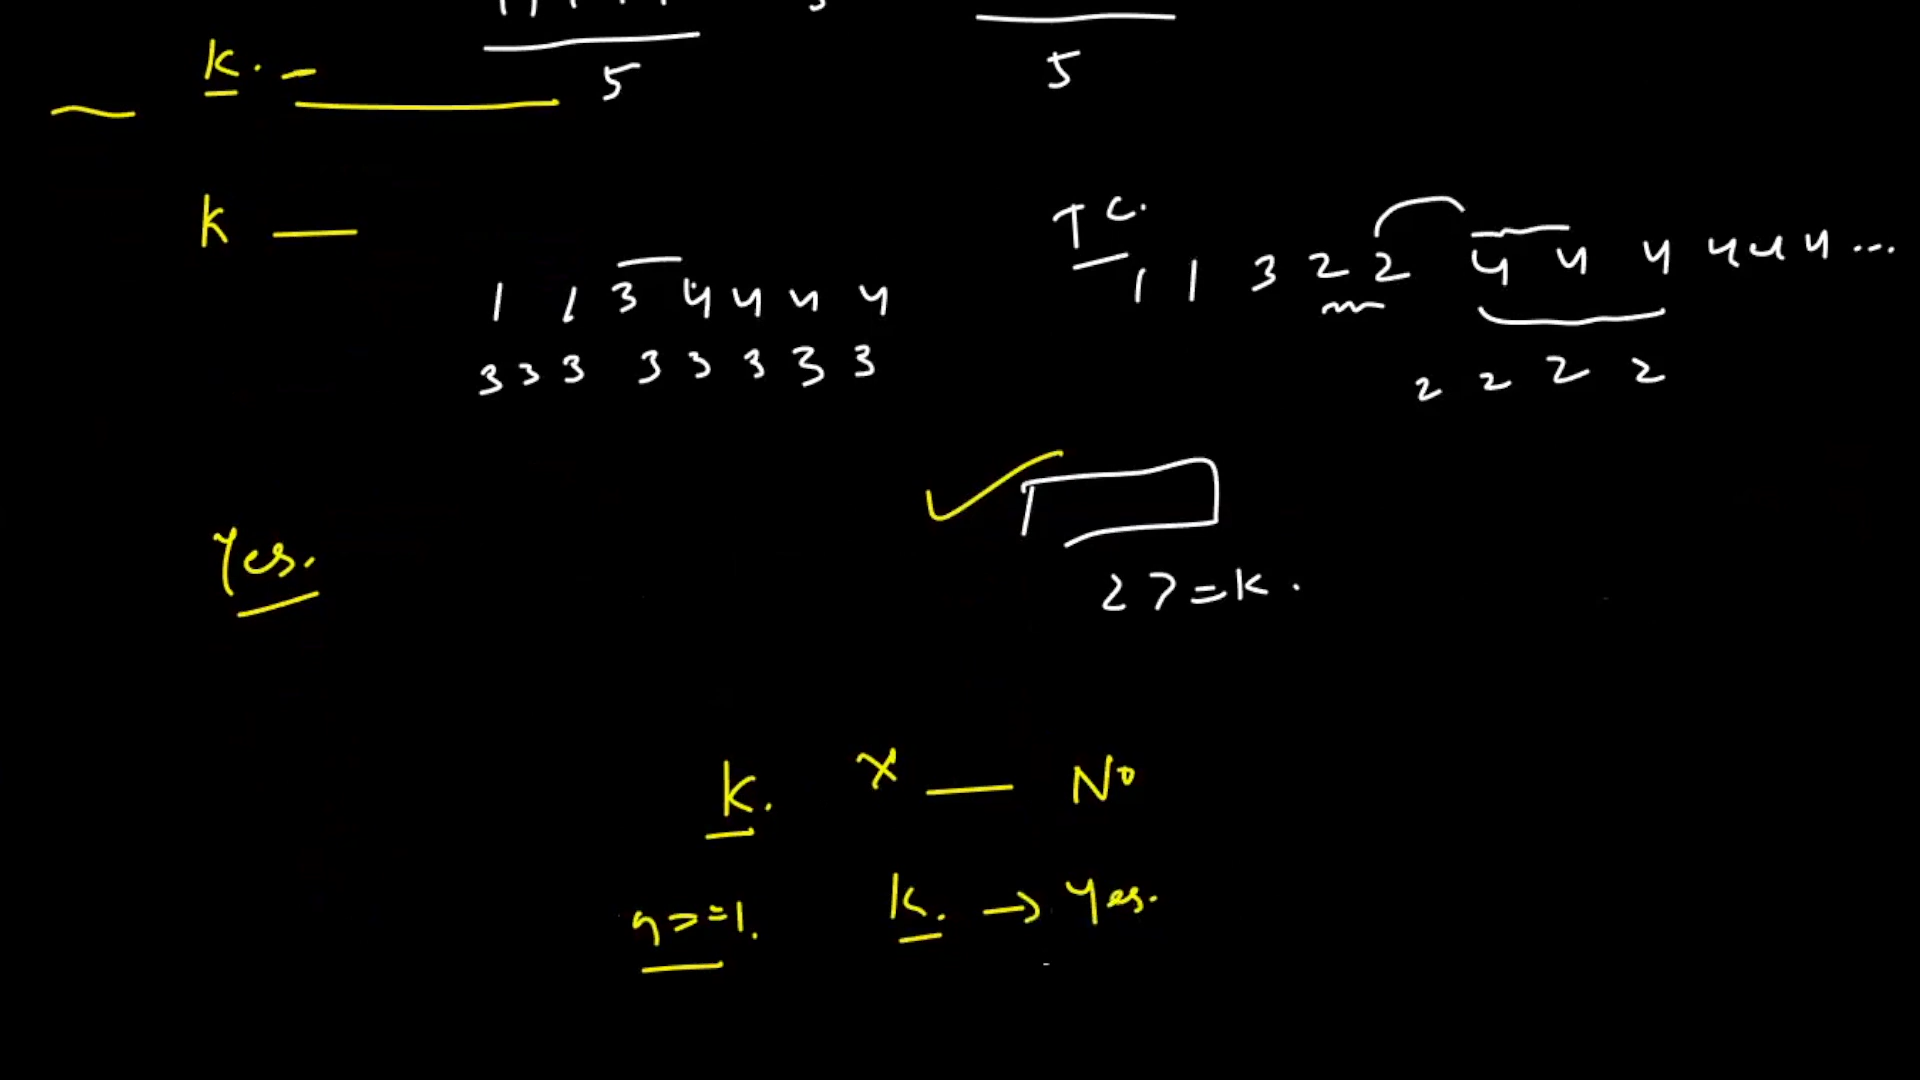 K. - 5 5
K —
T C.
1 1 3 2 2 4 4 4 4 4 4 ...
1 1 3 4 4 4 4
3 3 3 3 3 3 3 3
2 2 2 2
Yes.
27=K.
K. X — No
9>=1. K. → Yes.